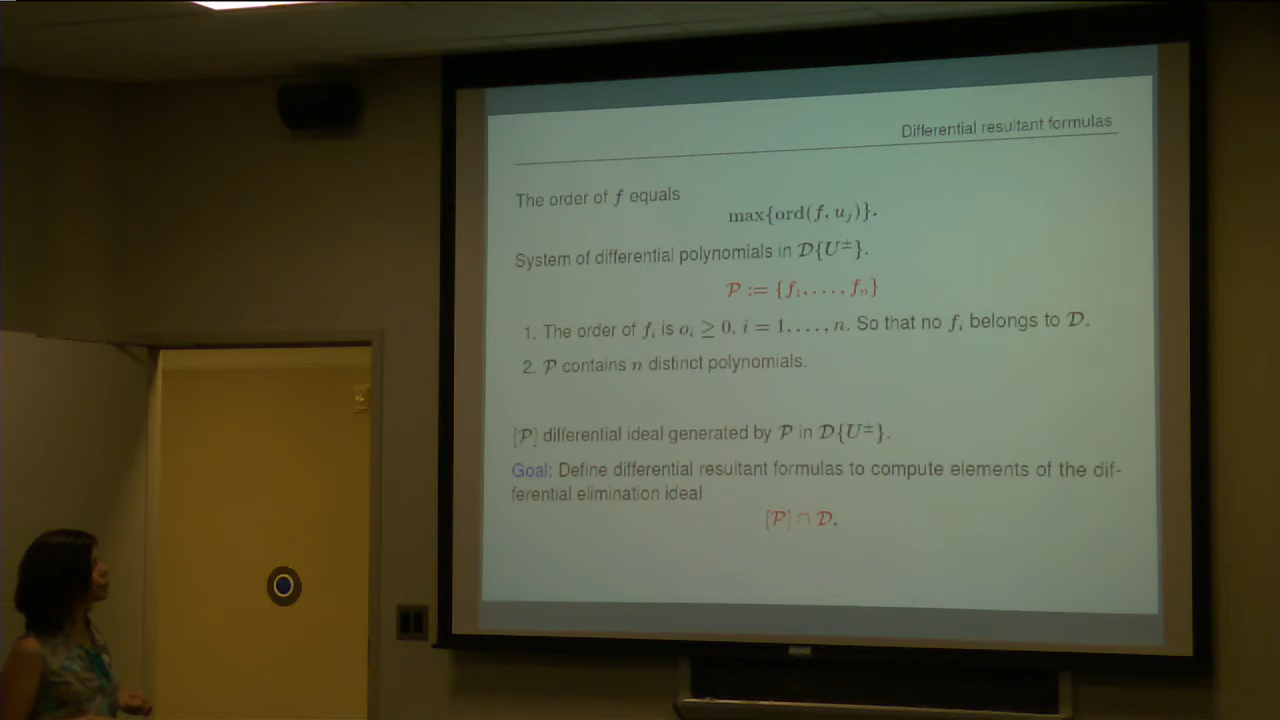 Differential resultant formulas
The order of f equals
max{ord(f, u_j)}.
System of differential polynomials in 𝒟{U^±}.
𝒫 := {f₁, . . . , fₙ}
1. The order of f_i is o_i ≥ 0, i = 1, . . . , n. So that no f_i belongs to 𝒟.
2. 𝒫 contains n distinct polynomials.
[𝒫] differential ideal generated by 𝒫 in 𝒟{U^±}.
Goal: Define differential resultant formulas to compute elements of the dif-
ferential elimination ideal
[𝒫] ∩ 𝒟.